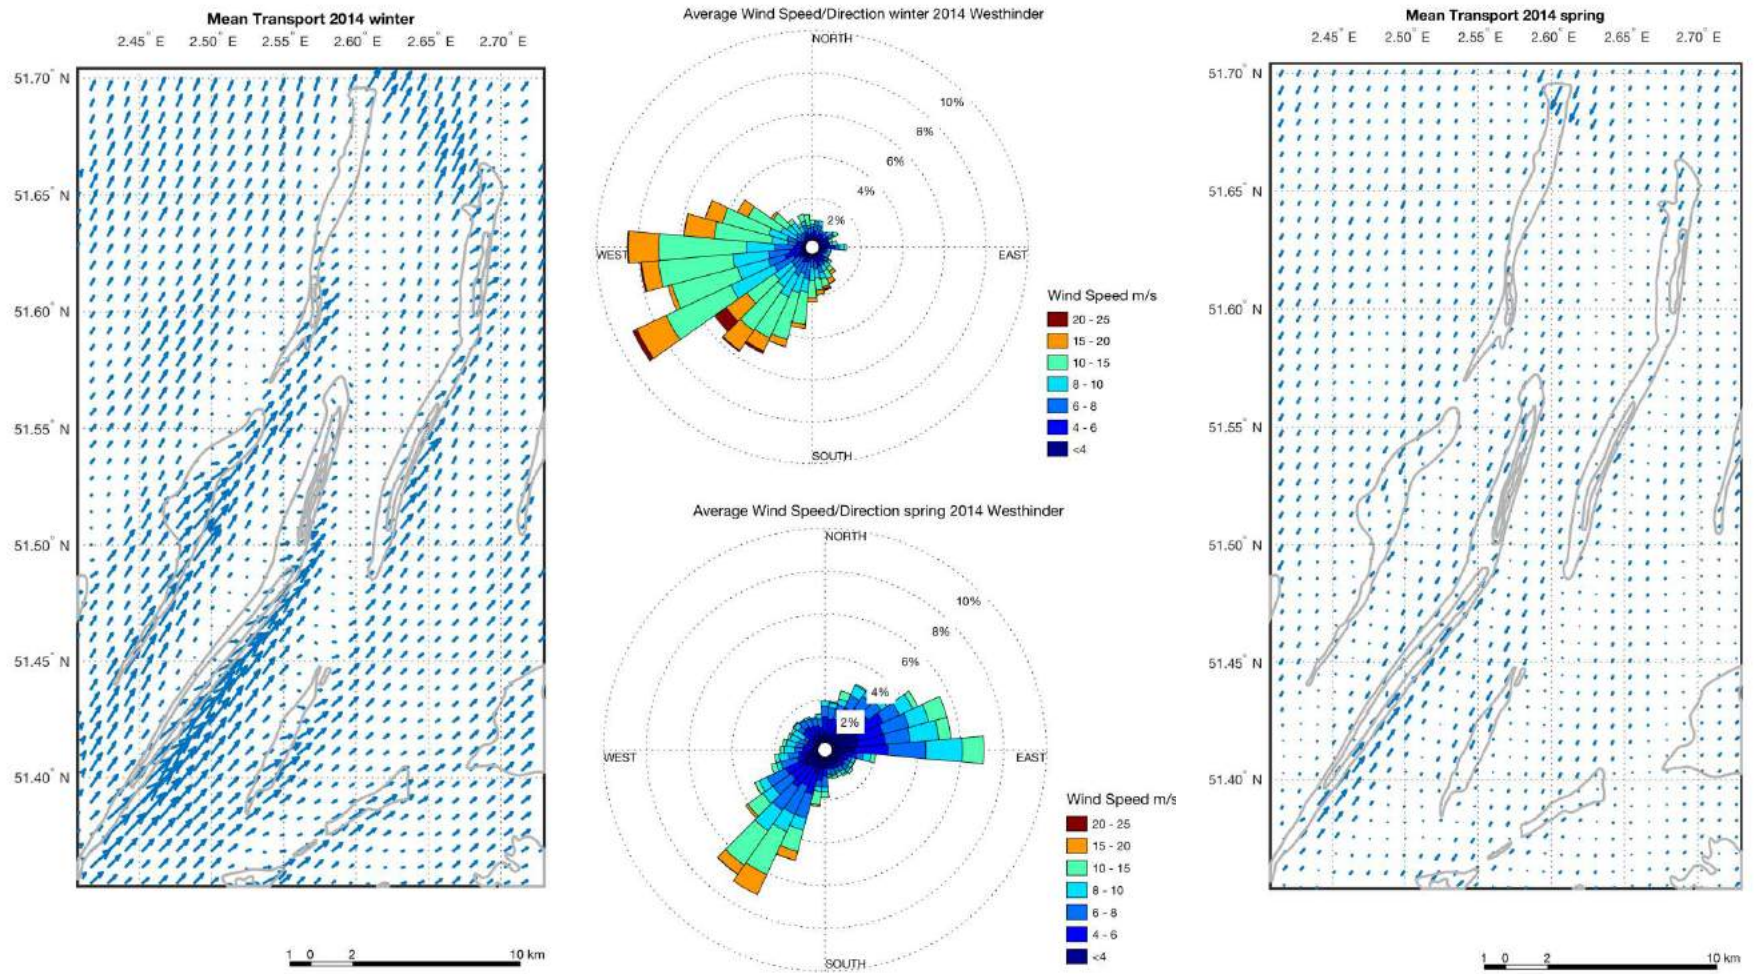 Mean Transport 2014 winter
2.45° E 2.50° E 2.55° E 2.60° E 2.65° E 2.70° E
51.70° N
51.65° N
51.60° N
51.55° N
51.50° N
51.45° N
51.40° N
1 0 2 10 km
Average Wind Speed/Direction winter 2014 Westhinder
NORTH
10%
8%
6%
4%
2%
WEST
EAST
SOUTH
Wind Speed m/s
20 - 25
15 - 20
10 - 15
8 - 10
6 - 8
4 - 6
<4
Average Wind Speed/Direction spring 2014 Westhinder
NORTH
10%
8%
6%
4%
2%
WEST
EAST
SOUTH
Wind Speed m/s
20 - 25
15 - 20
10 - 15
8 - 10
6 - 8
4 - 6
<4
Mean Transport 2014 spring
2.45° E 2.50° E 2.55° E 2.60° E 2.65° E 2.70° E
51.70° N
51.65° N
51.60° N
51.55° N
51.50° N
51.45° N
51.40° N
1 0 2 10 km